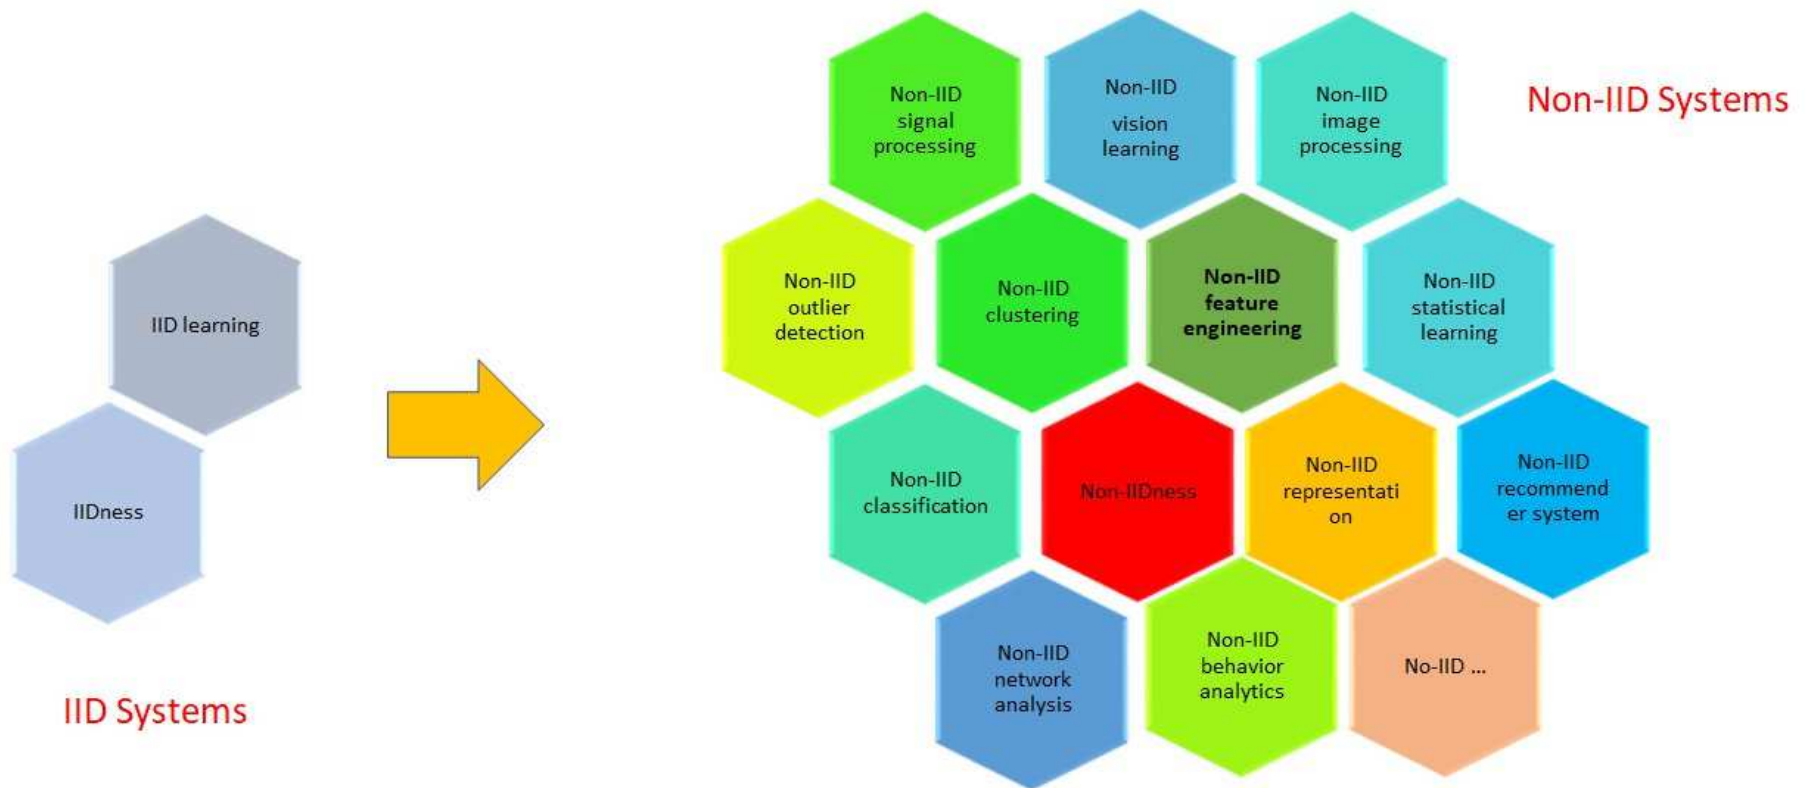 Non-IID Systems
Non-IID
signal
processing
Non-IID
vision
learning
Non-IID
image
processing
Non-IID
outlier
detection
Non-IID
clustering
Non-IID
feature
engineering
Non-IID
statistical
learning
IID learning
Non-IID
classification
Non-IIDness
Non-IID
representati
on
Non-IID
recommend
er system
IIDness
Non-IID
network
analysis
Non-IID
behavior
analytics
No-IID ...
IID Systems